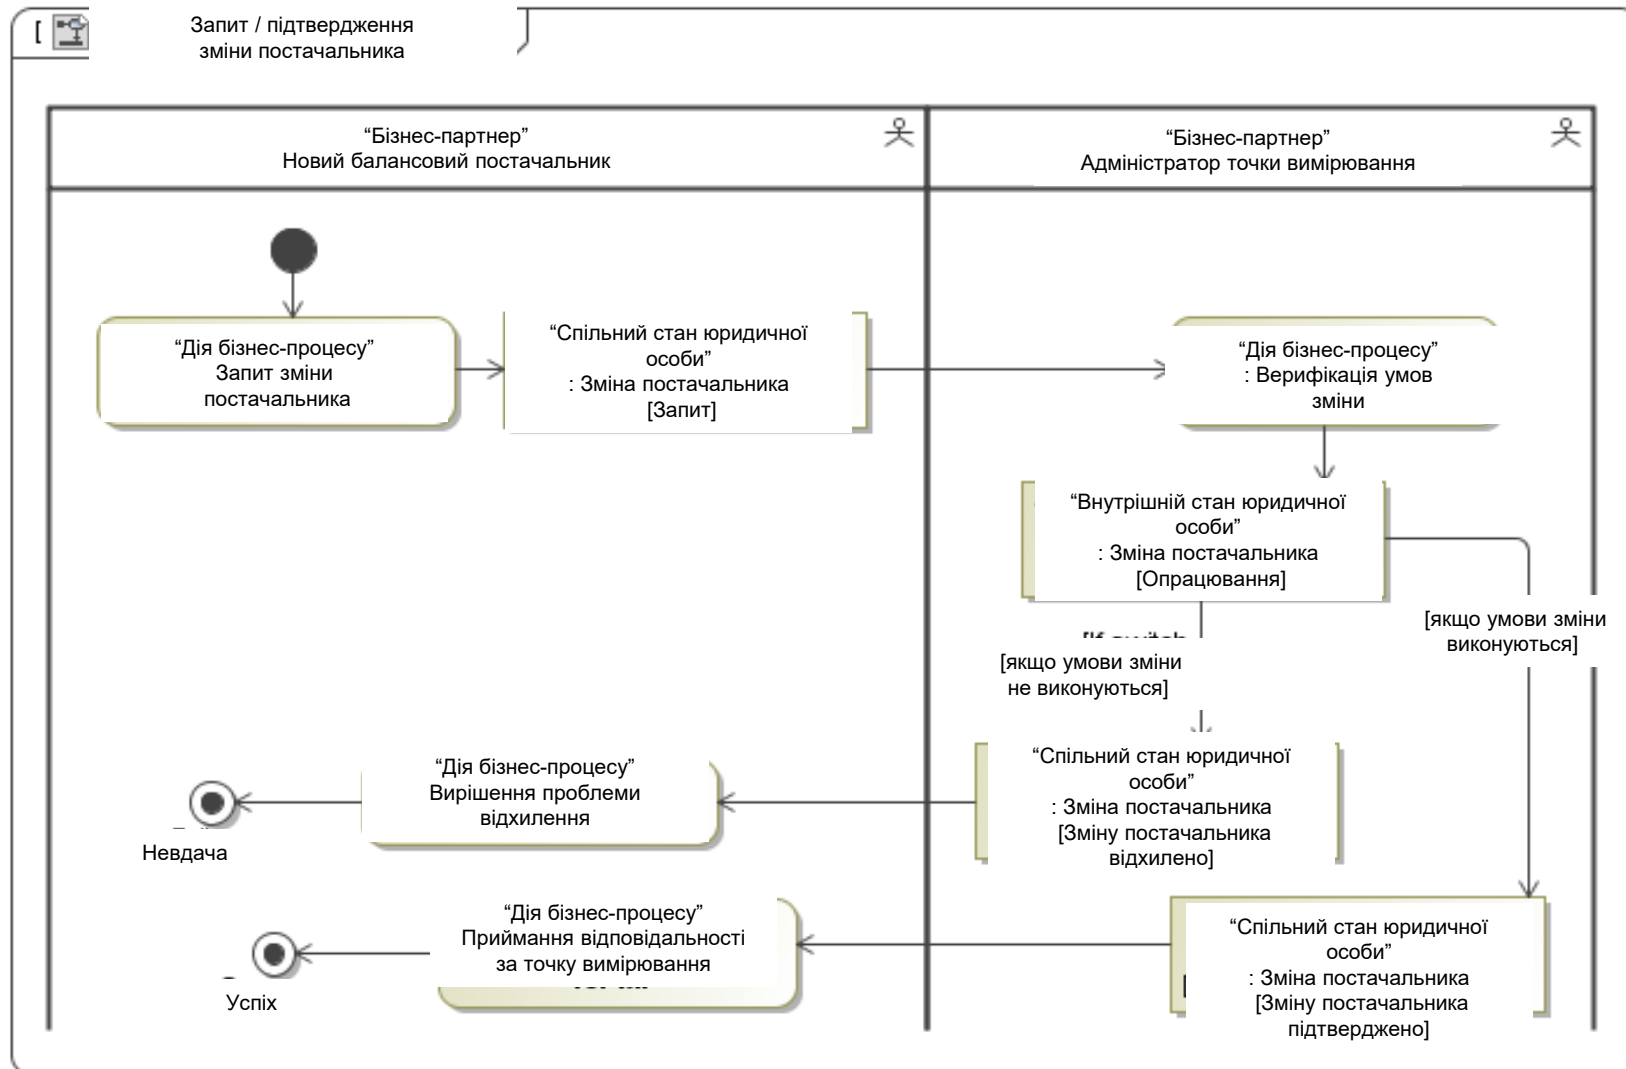 [
Запит / підтвердження
зміни постачальника
“Бізнес-партнер”
Новий балансовий постачальник
“Бізнес-партнер”
Адміністратор точки вимірювання
“Дія бізнес-процесу”
Запит зміни
постачальника
“Спільний стан юридичної
особи”
: Зміна постачальника
[Запит]
“Дія бізнес-процесу”
: Верифікація умов
зміни
“Внутрішній стан юридичної
особи”
: Зміна постачальника
[Опрацювання]
[якщо умови зміни
виконуються]
[якщо умови зміни
не виконуються]
“Дія бізнес-процесу”
Вирішення проблеми
відхилення
Невдача
“Спільний стан юридичної
особи”
: Зміна постачальника
[Зміну постачальника
відхилено]
“Дія бізнес-процесу”
Приймання відповідальності
за точку вимірювання
Успіх
“Спільний стан юридичної
особи”
: Зміна постачальника
[Зміну постачальника
підтверджено]